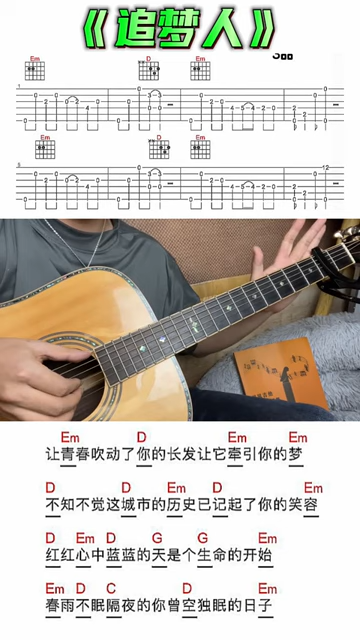 《追梦人》
Em D Em
Em D Em
Em D Em Em
让青春吹动了你的长发让它牵引你的梦
D D Em D Em
不知不觉这城市的历史已记起了你的笑容
D Em D G G Em
红红心中蓝蓝的天是个生命的开始
Em D C D Em
春雨不眠隔夜的你曾空独眠的日子